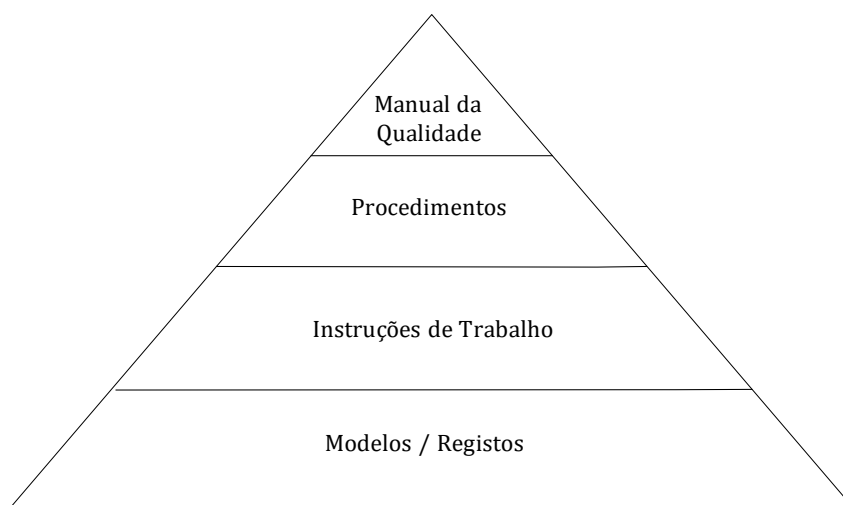 Manual da
Qualidade
Procedimentos
Instruções de Trabalho
Modelos / Registos